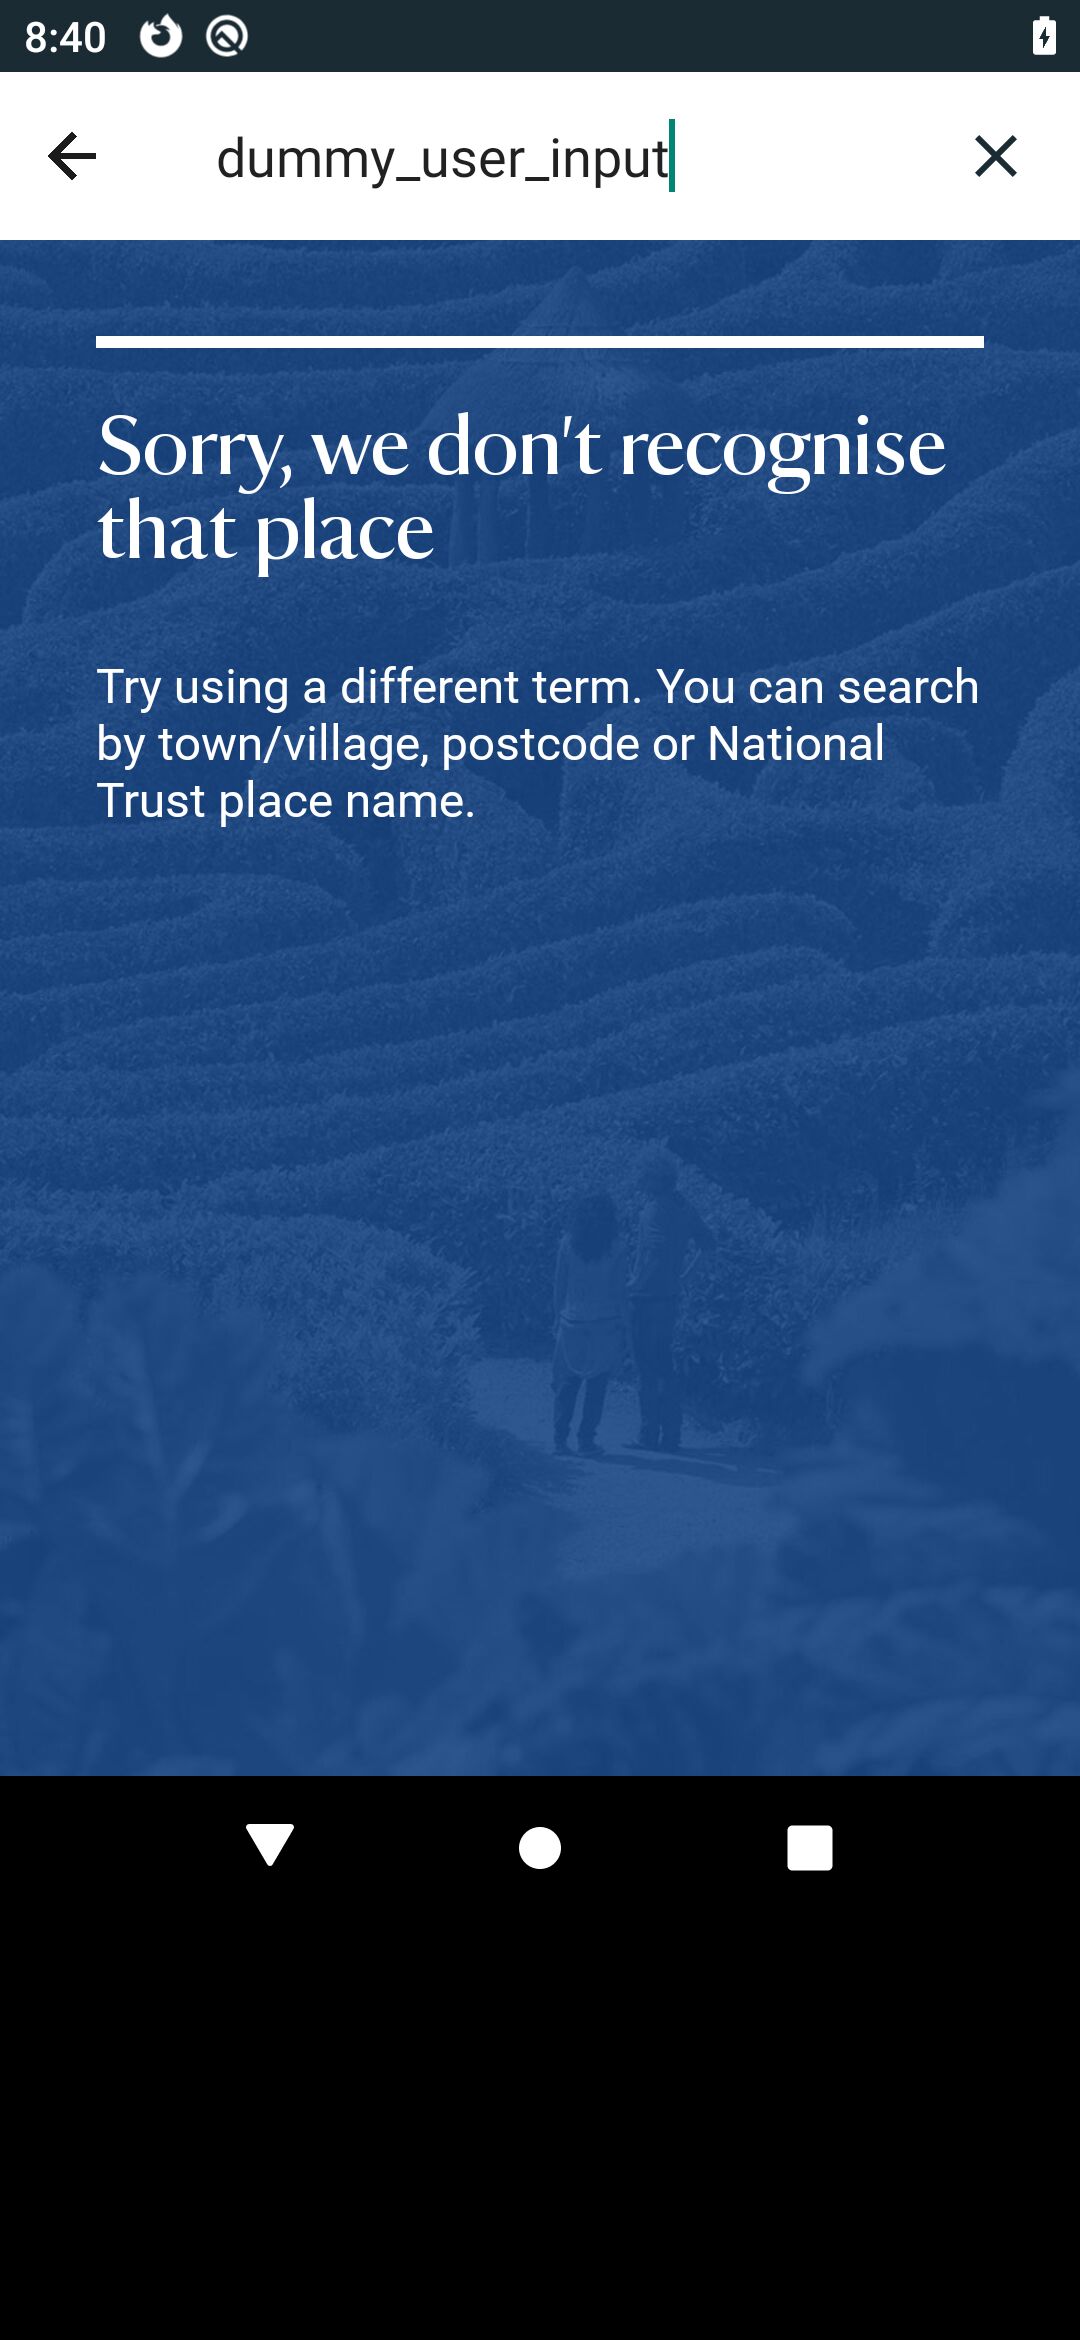 8:40
dummy_user_input
Sorry, we don't recognise
that place
Try using a different term. You can search
by town/village, postcode or National
Trust place name.